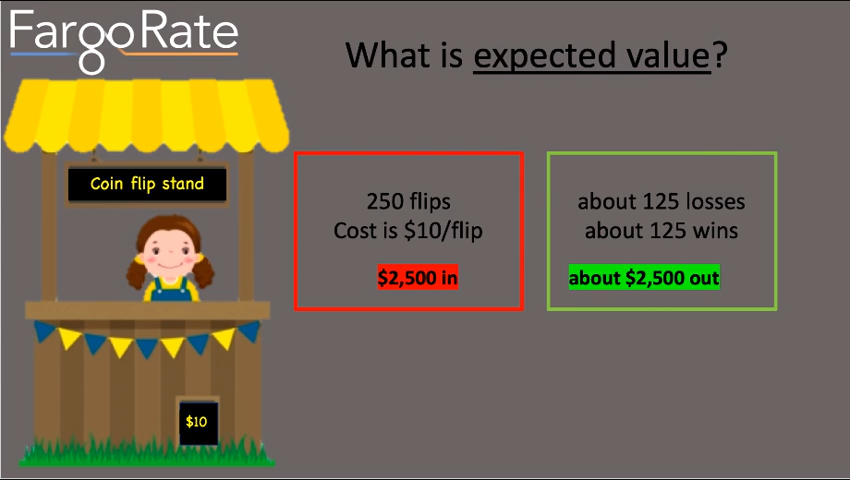 FargoRate
What is expected value?
Coin flip stand
250 flips
Cost is $10/flip
$2,500 in
about 125 losses
about 125 wins
about $2,500 out
$10